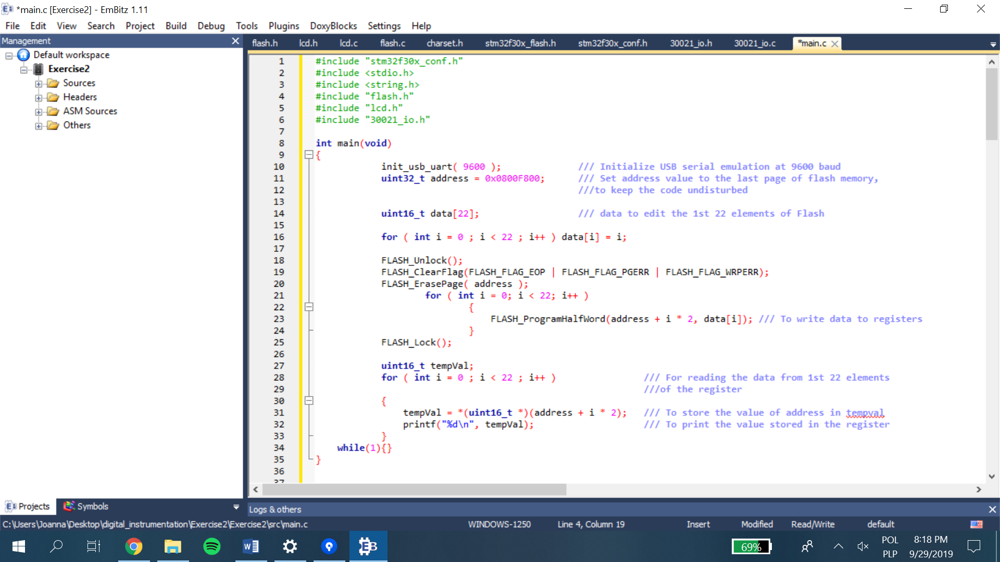 *main.c [Exercise2] - EmBitz 1.11
File Edit View Search Project Build Debug Tools Plugins DoxyBlocks Settings Help
Management
flash.h lcd.h lcd.c flash.c charset.h stm32f30x_flash.h stm32f30x_conf.h 30021_io.h 30021_io.c *main.c
Default workspace
Exercise2
Sources
Headers
ASM Sources
Others
1 #include "stm32f30x_conf.h"
2 #include <stdio.h>
3 #include <string.h>
4 #include "flash.h"
5 #include "lcd.h"
6 #include "30021_io.h"
7
8 int main(void)
9 {
10 init_usb_uart( 9600 ); /// Initialize USB serial emulation at 9600 baud
11 uint32_t address = 0x0800F800; /// Set address value to the last page of flash memory,
12 ///to keep the code undisturbed
13
14 uint16_t data[22]; /// data to edit the 1st 22 elements of Flash
15
16 for ( int i = 0 ; i < 22 ; i++ ) data[i] = i;
17
18 FLASH_Unlock();
19 FLASH_ClearFlag(FLASH_FLAG_EOP | FLASH_FLAG_PGERR | FLASH_FLAG_WRPERR);
20 FLASH_ErasePage( address );
21 for ( int i = 0; i < 22; i++ )
22 {
23 FLASH_ProgramHalfWord(address + i * 2, data[i]); /// To write data to registers
24 }
25 FLASH_Lock();
26
27 uint16_t tempVal;
28 for ( int i = 0 ; i < 22 ; i++ ) /// For reading the data from 1st 22 elements
29 ///of the register
30 {
31 tempVal = *(uint16_t *)(address + i * 2); /// To store the value of address in tempval
32 printf("%d\n", tempVal); /// To print the value stored in the register
33 }
34 while(1){}
35 }
36
37
Projects Symbols
Logs & others
C:\Users\Joanna\Desktop\digital_instrumentation\Exercise2\Exercise2\src\main.c WINDOWS-1250 Line 4, Column 19 Insert Modified Read/Write default
69%
POL
PLP
8:18 PM
9/29/2019